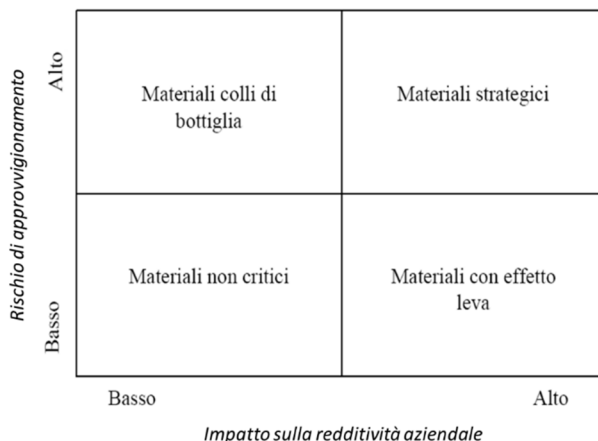 Rischio di approvvigionamento
Alto
Materiali colli di
bottiglia
Materiali strategici
Basso
Materiali non critici
Materiali con effetto
leva
Basso
Alto
Impatto sulla redditività aziendale